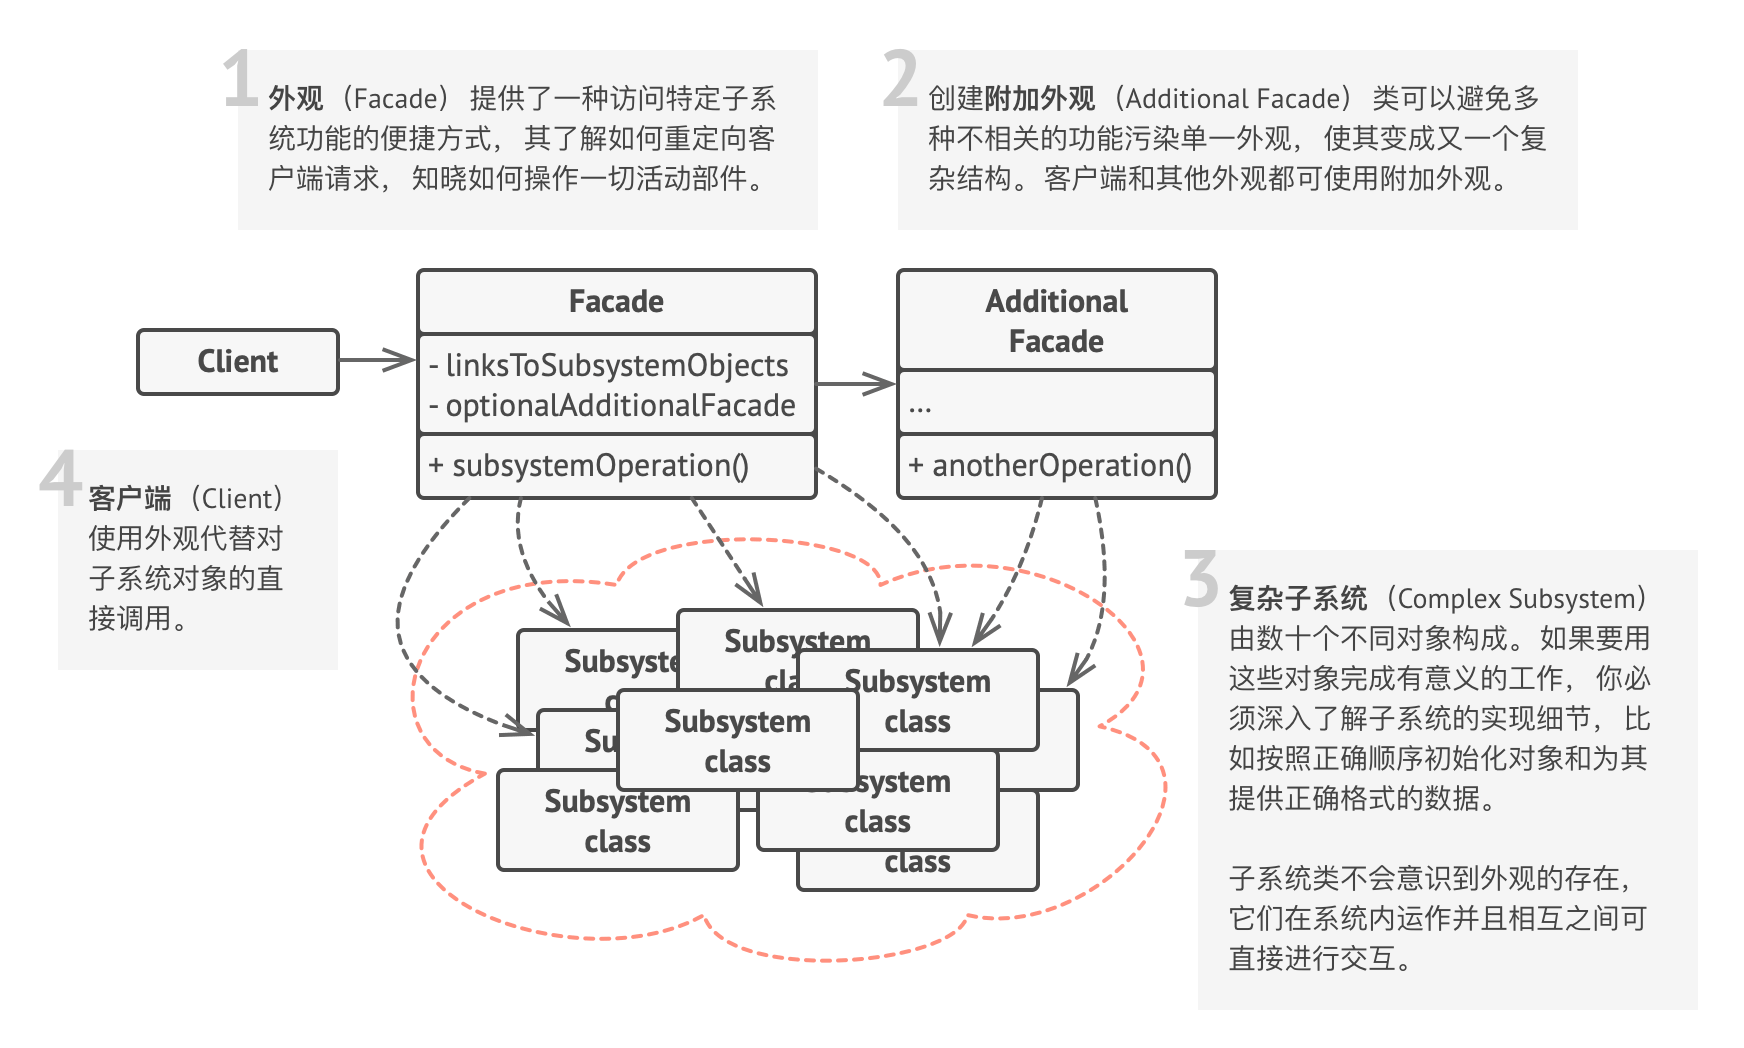 1
外观 （Facade） 提供了一种访问特定子系
统功能的便捷方式， 其了解如何重定向客
户端请求， 知晓如何操作一切活动部件。
2
创建附加外观 （Additional Facade） 类可以避免多
种不相关的功能污染单一外观， 使其变成又一个复
杂结构。 客户端和其他外观都可使用附加外观。
Client
Facade
- linksToSubsystemObjects
- optionalAdditionalFacade
+ subsystemOperation()
Additional
Facade
...
+ anotherOperation()
4
客户端 （Client）
使用外观代替对
子系统对象的直
接调用。
3
复杂子系统 （Complex Subsystem）
由数十个不同对象构成。 如果要用
这些对象完成有意义的工作， 你必
须深入了解子系统的实现细节， 比
如按照正确顺序初始化对象和为其
提供正确格式的数据。
子系统类不会意识到外观的存在，
它们在系统内运作并且相互之间可
直接进行交互。
Subsystem
Subsystem
class
Subsystem
class
Subsystem
class
class
class